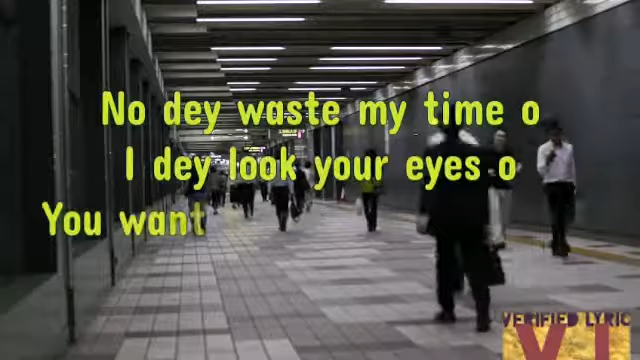 No dey waste my time o
I dey look your eyes o
You want
VERIFIED LYRIC
VL